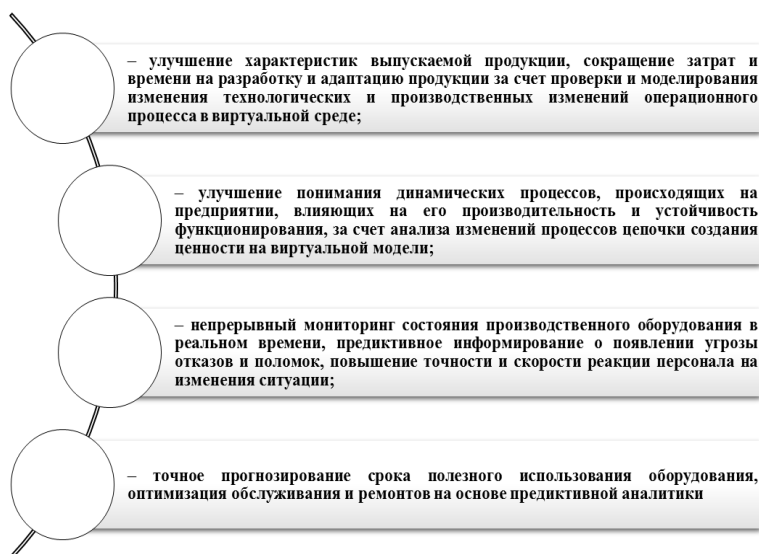 – улучшение характеристик выпускаемой продукции, сокращение затрат и
времени на разработку и адаптацию продукции за счет проверки и моделирования
изменения технологических и производственных изменений операционного
процесса в виртуальной среде;
– улучшение понимания динамических процессов, происходящих на
предприятии, влияющих на его производительность и устойчивость
функционирования, за счет анализа изменений процессов цепочки создания
ценности на виртуальной модели;
– непрерывный мониторинг состояния производственного оборудования в
реальном времени, предиктивное информирование о появлении угрозы
отказов и поломок, повышение точности и скорости реакции персонала на
изменения ситуации;
– точное прогнозирование срока полезного использования оборудования,
оптимизация обслуживания и ремонтов на основе предиктивной аналитики